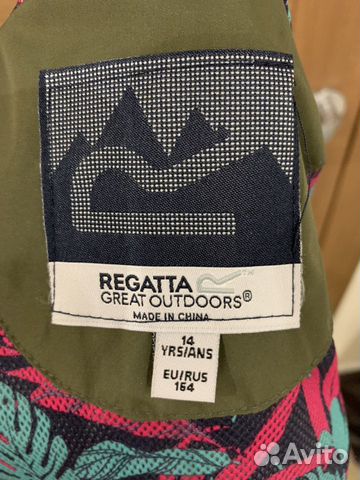 REGATTA
GREAT OUTDOORS®
MADE IN CHINA
14
YRS/ANS
EU/RUS
164
Avito